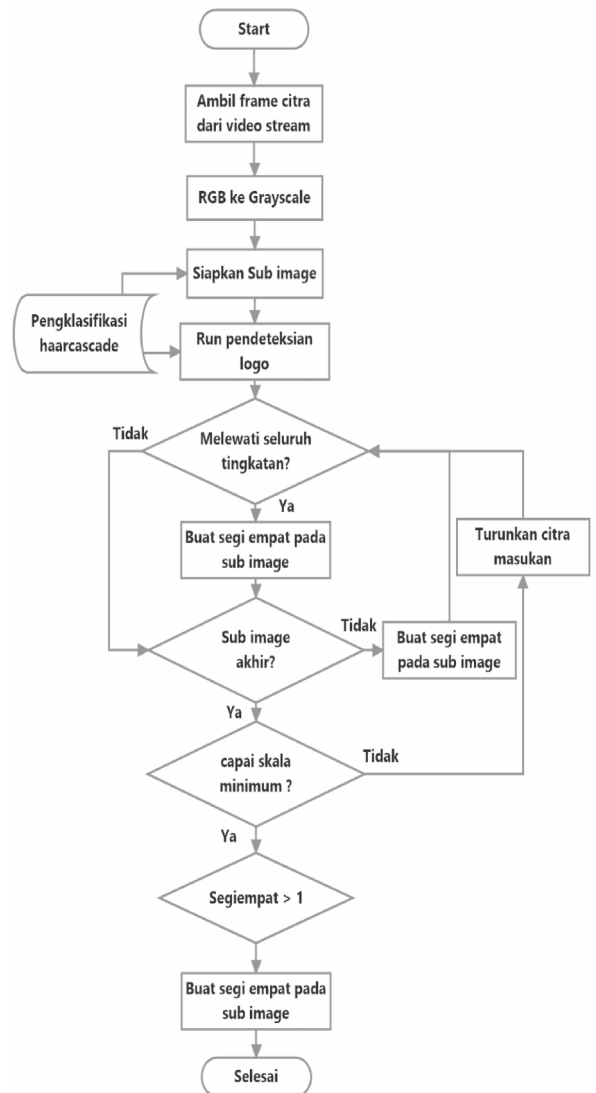 Start
Ambil frame citra
dari video stream
RGB ke Grayscale
Siapkan Sub image
Pengklasifikasi
haarcascade
Run pendeteksian
logo
Tidak
Melewati seluruh
tingkatan?
Ya
Buat segi empat pada
sub image
Turunkan citra
masukan
Sub image
akhir?
Tidak
Buat segi empat
pada sub image
Ya
capai skala
minimum ?
Tidak
Ya
Segiempat > 1
Buat segi empat pada
sub image
Selesai